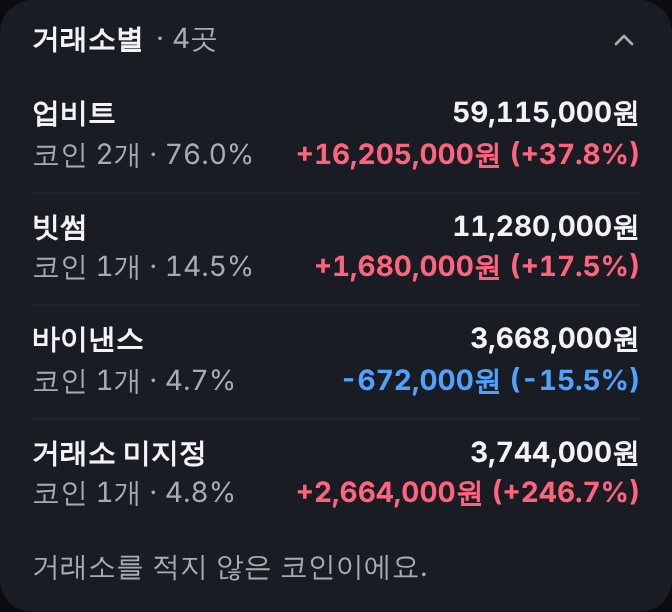 거래소별 · 4곳
업비트 59,115,000원
코인 2개 · 76.0% +16,205,000원 (+37.8%)
빗썸 11,280,000원
코인 1개 · 14.5% +1,680,000원 (+17.5%)
바이낸스 3,668,000원
코인 1개 · 4.7% -672,000원 (-15.5%)
거래소 미지정 3,744,000원
코인 1개 · 4.8% +2,664,000원 (+246.7%)
거래소를 적지 않은 코인이에요.